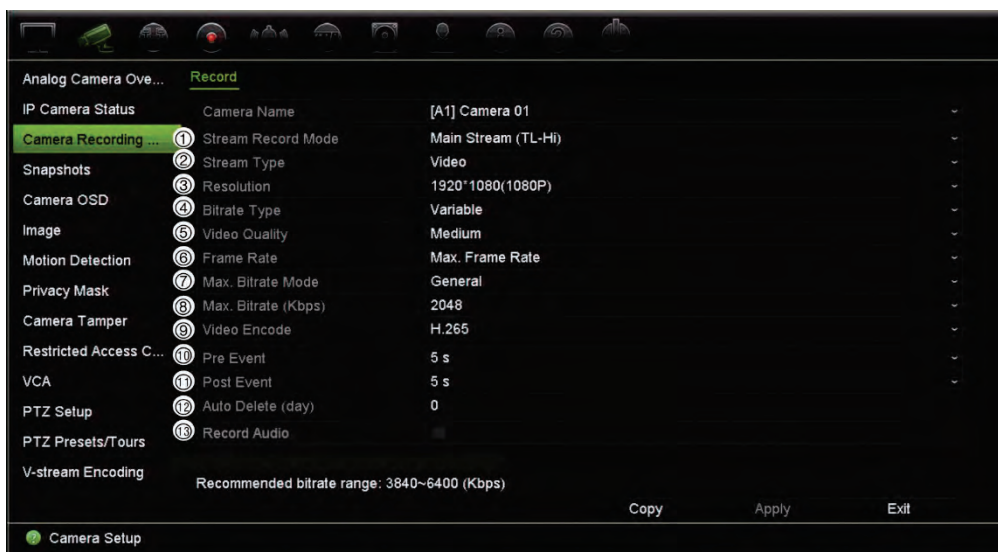 Analog Camera Ove...
IP Camera Status
Camera Recording ...
Snapshots
Camera OSD
Image
Motion Detection
Privacy Mask
Camera Tamper
Restricted Access C...
VCA
PTZ Setup
PTZ Presets/Tours
V-stream Encoding
Record
Camera Name [A1] Camera 01
① Stream Record Mode Main Stream (TL-Hi)
② Stream Type Video
③ Resolution 1920*1080(1080P)
④ Bitrate Type Variable
⑤ Video Quality Medium
⑥ Frame Rate Max. Frame Rate
⑦ Max. Bitrate Mode General
⑧ Max. Bitrate (Kbps) 2048
⑨ Video Encode H.265
⑩ Pre Event 5 s
⑪ Post Event 5 s
⑫ Auto Delete (day) 0
⑬ Record Audio
Recommended bitrate range: 3840~6400 (Kbps)
Copy Apply Exit
Camera Setup